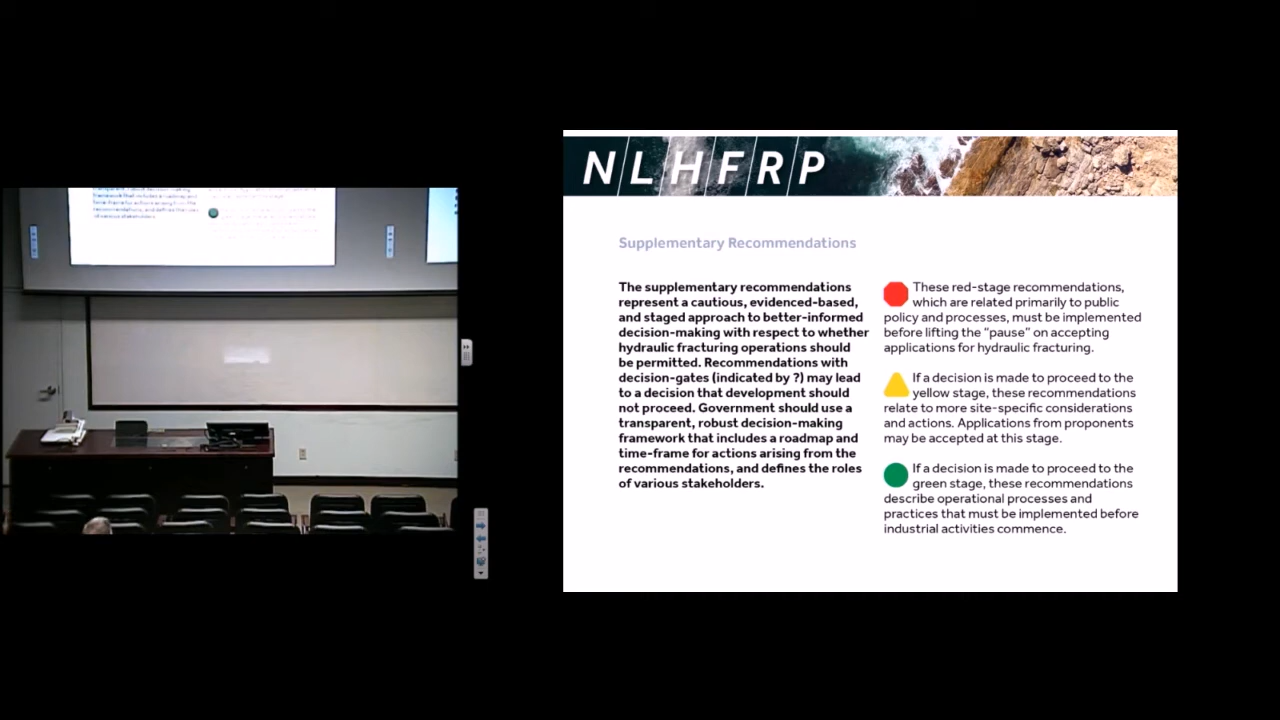 NLHFRP
Supplementary Recommendations
The supplementary recommendations
represent a cautious, evidenced-based,
and staged approach to better-informed
decision-making with respect to whether
hydraulic fracturing operations should
be permitted. Recommendations with
decision-gates (indicated by ?) may lead
to a decision that development should
not proceed. Government should use a
transparent, robust decision-making
framework that includes a roadmap and
time-frame for actions arising from the
recommendations, and defines the roles
of various stakeholders.
These red-stage recommendations,
which are related primarily to public
policy and processes, must be implemented
before lifting the “pause” on accepting
applications for hydraulic fracturing.
If a decision is made to proceed to the
yellow stage, these recommendations
relate to more site-specific considerations
and actions. Applications from proponents
may be accepted at this stage.
If a decision is made to proceed to the
green stage, these recommendations
describe operational processes and
practices that must be implemented before
industrial activities commence.